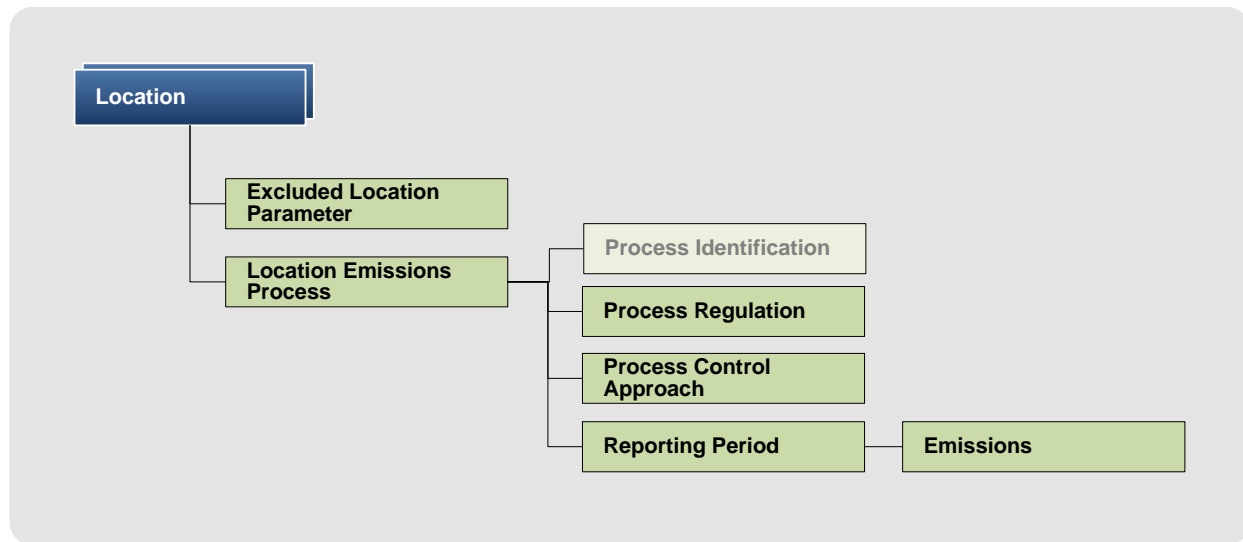 Location
Excluded Location
Parameter
Location Emissions
Process
Process Identification
Process Regulation
Process Control
Approach
Reporting Period
Emissions